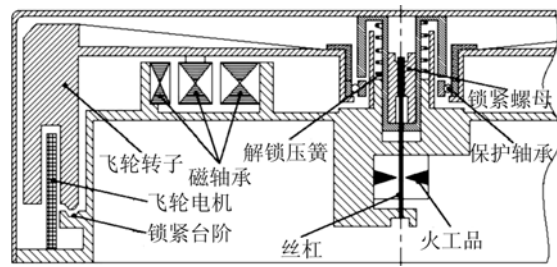 锁紧螺母
飞轮转子
磁轴承
解锁压簧
保护轴承
飞轮电机
锁紧台阶
丝杠
火工品